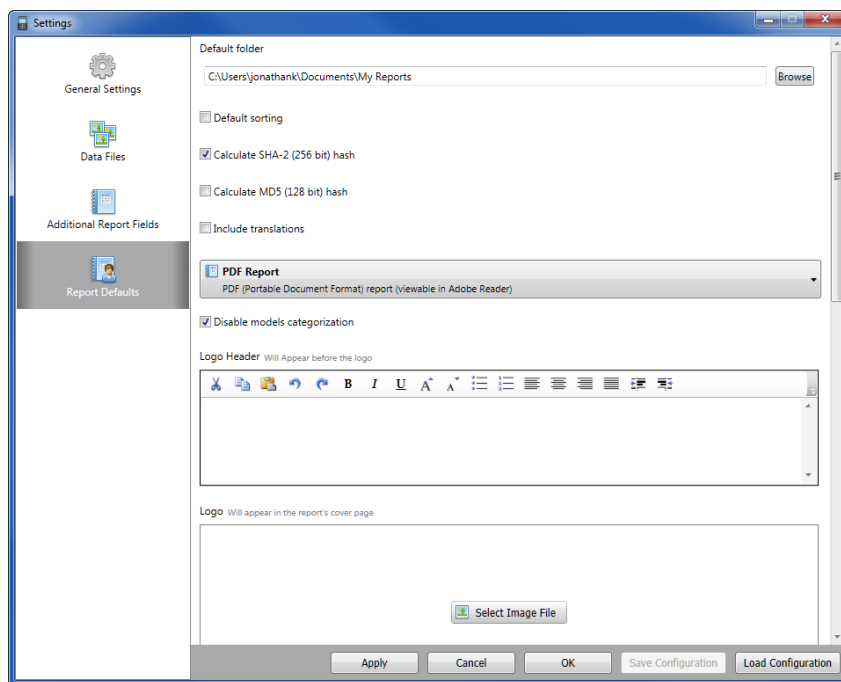 Settings
General Settings
Data Files
Additional Report Fields
Report Defaults
Default folder
C:\Users\jonathank\Documents\My Reports
Browse
Default sorting
Calculate SHA-2 (256 bit) hash
Calculate MD5 (128 bit) hash
Include translations
PDF Report
PDF (Portable Document Format) report (viewable in Adobe Reader)
Disable models categorization
Logo Header Will Appear before the logo
B I U A A
Logo Will appear in the report's cover page
Select Image File
Apply Cancel OK Save Configuration Load Configuration